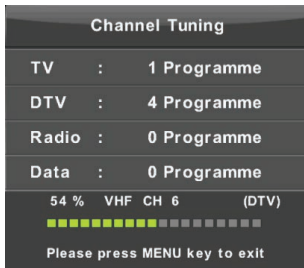 Channel Tuning
TV : 1 Programme
DTV : 4 Programme
Radio : 0 Programme
Data : 0 Programme
54 % VHF CH 6 (DTV)
Please press MENU key to exit